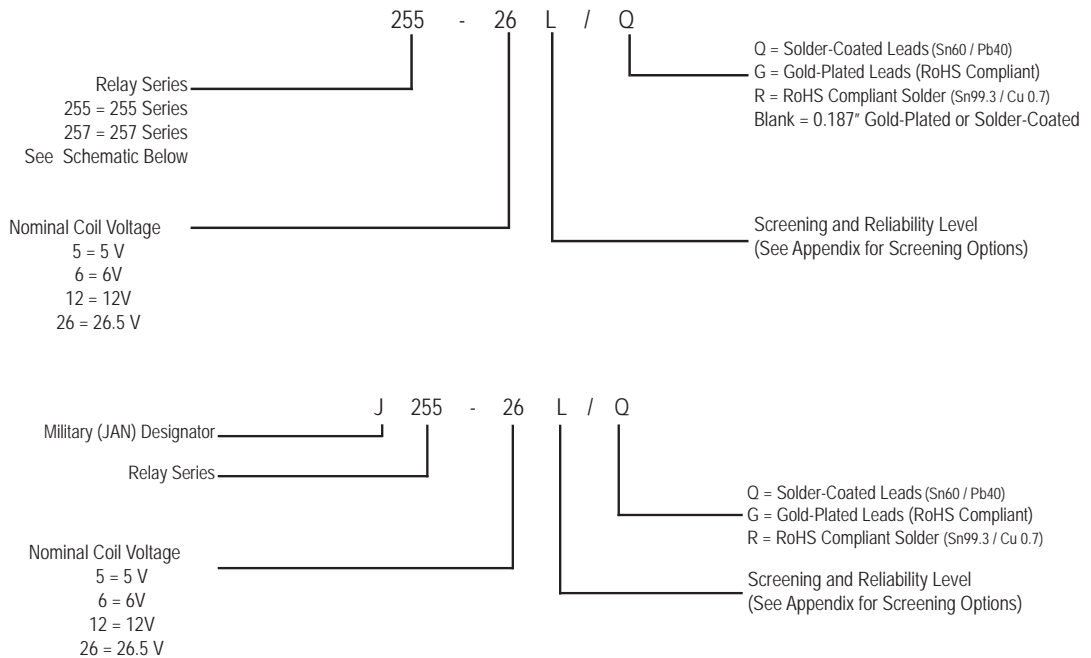 255 - 26 L / Q
Relay Series
255 = 255 Series
257 = 257 Series
See Schematic Below
Nominal Coil Voltage
5 = 5 V
6 = 6V
12 = 12V
26 = 26.5 V
Q = Solder-Coated Leads (Sn60 / Pb40)
G = Gold-Plated Leads (RoHS Compliant)
R = RoHS Compliant Solder (Sn99.3 / Cu 0.7)
Blank = 0.187" Gold-Plated or Solder-Coated
Screening and Reliability Level
(See Appendix for Screening Options)
J 255 - 26 L / Q
Military (JAN) Designator
Relay Series
Nominal Coil Voltage
5 = 5 V
6 = 6V
12 = 12V
26 = 26.5 V
Q = Solder-Coated Leads (Sn60 / Pb40)
G = Gold-Plated Leads (RoHS Compliant)
R = RoHS Compliant Solder (Sn99.3 / Cu 0.7)
Screening and Reliability Level
(See Appendix for Screening Options)